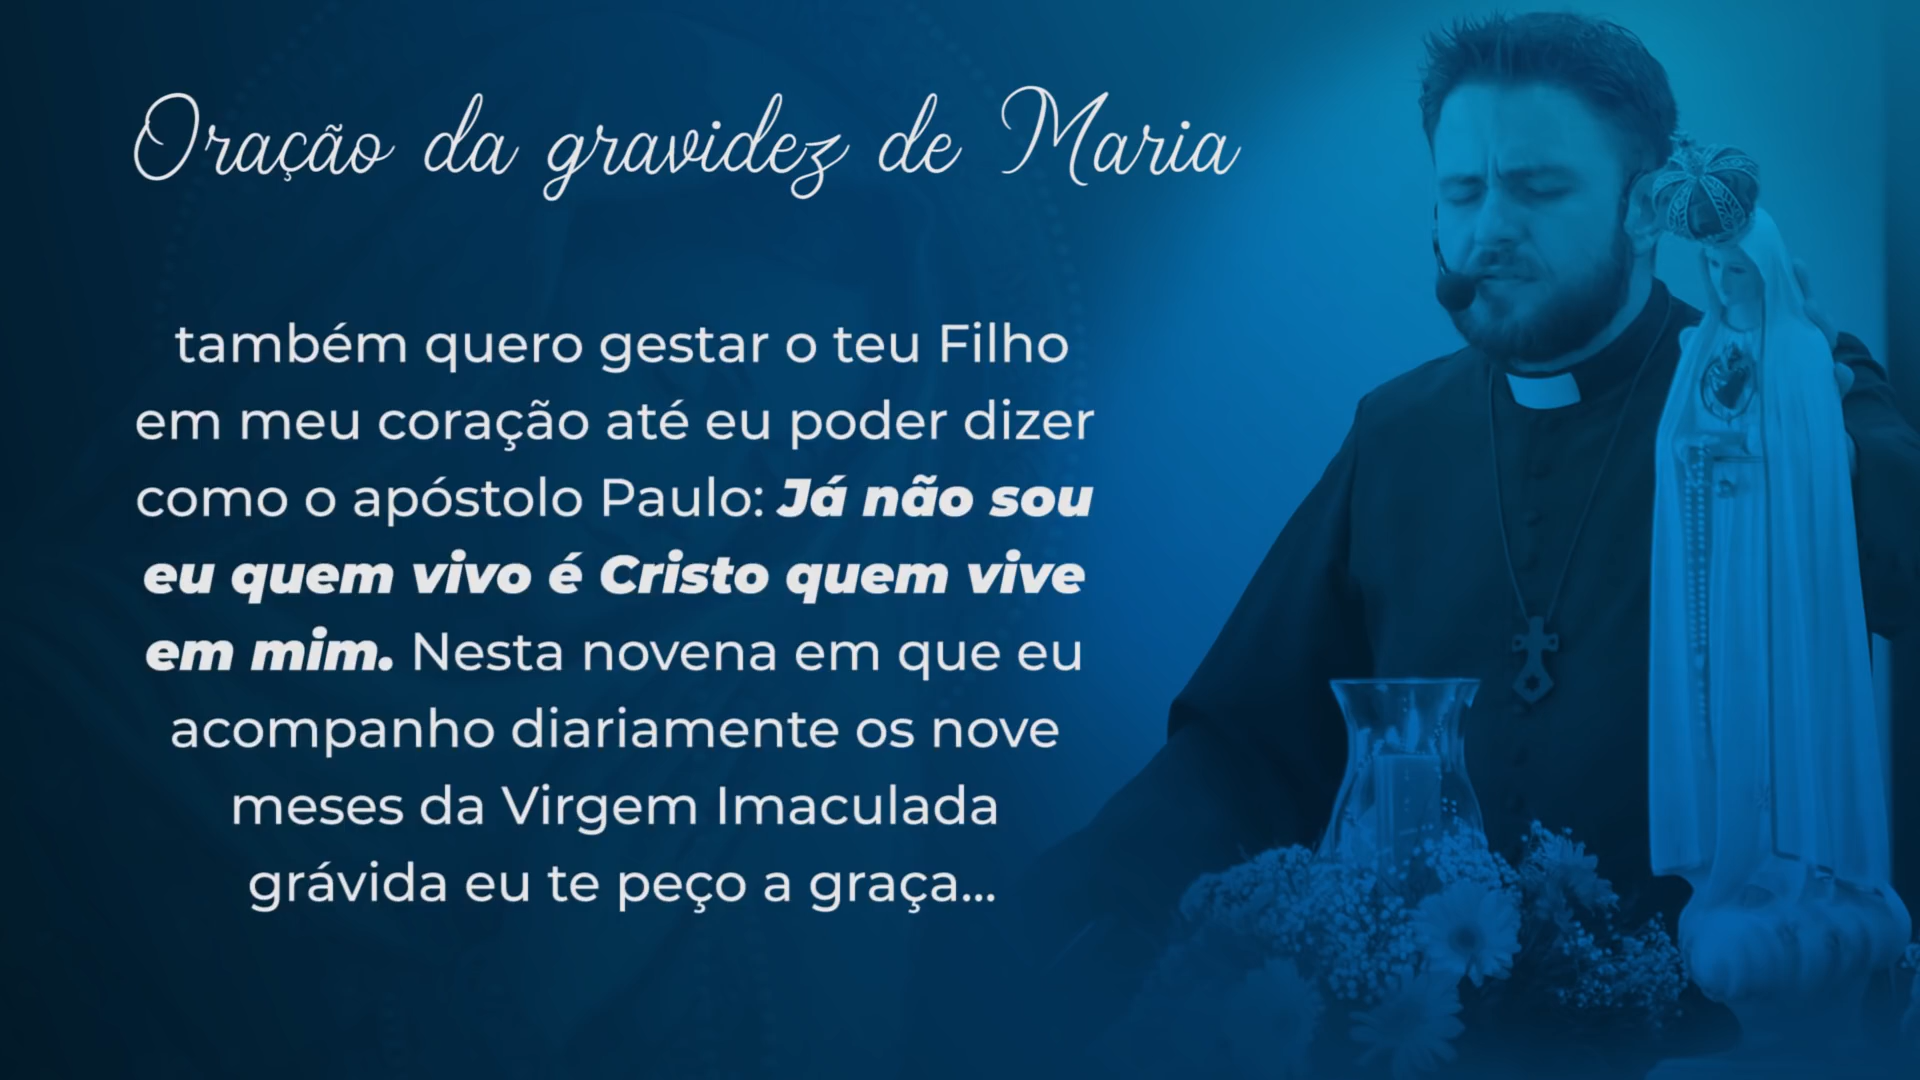 Oração da gravidez de Maria
também quero gestar o teu Filho
em meu coração até eu poder dizer
como o apóstolo Paulo: Já não sou
eu quem vivo é Cristo quem vive
em mim. Nesta novena em que eu
acompanho diariamente os nove
meses da Virgem Imaculada
grávida eu te peço a graça...